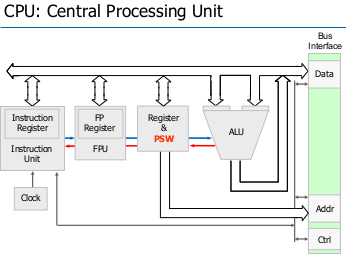 CPU: Central Processing Unit
Bus
Interface
Data
Instruction
Register
Instruction
Unit
FP
Register
FPU
Register
&
PSW
ALU
Clock
Addr
Ctrl